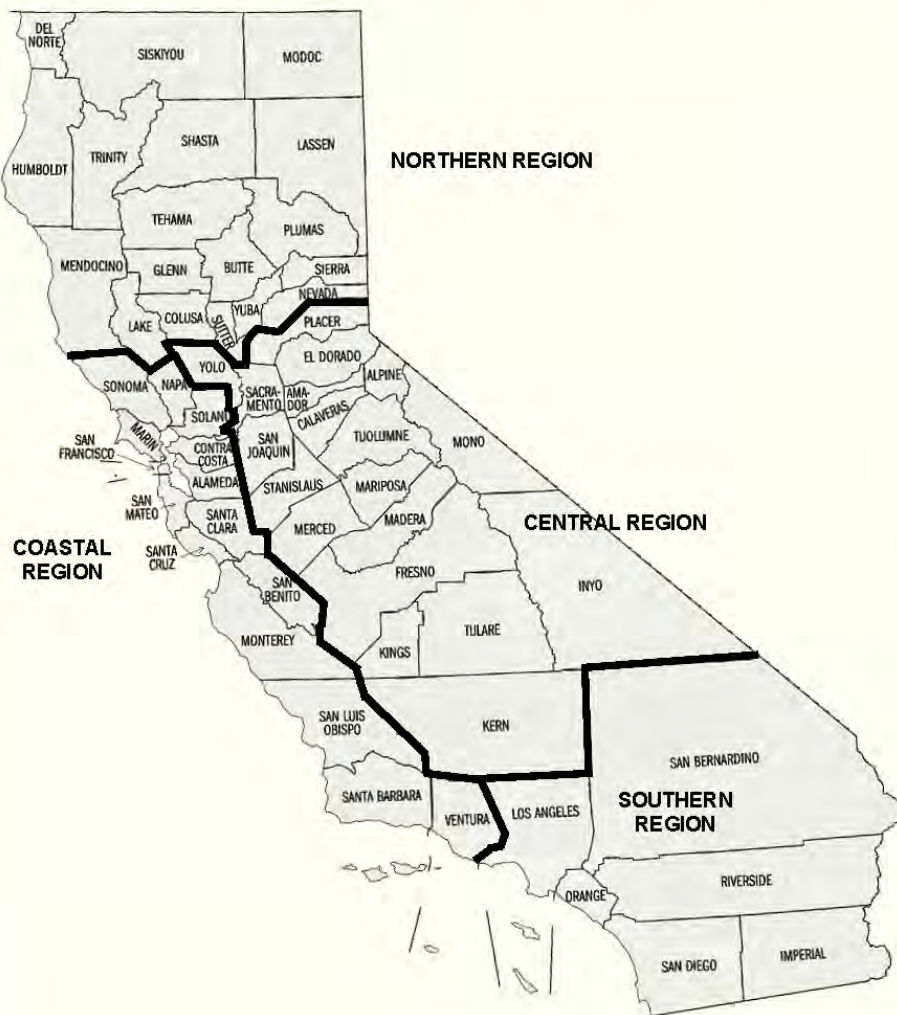 DEL
NORTE
SISKIYOU
MODOC
HUMBOLDT
TRINITY
SHASTA
LASSEN
NORTHERN REGION
TEHAMA
PLUMAS
MENDOCINO
GLENN
BUTTE
SIERRA
LAKE
COLUSA
SUTTER
YUBA
NEVADA
PLACER
YOLO
EL DORADO
SONOMA
NAPA
SACRA-
MENTO
AMA-
DOR
ALPINE
SOLANO
CALAVERAS
MARIN
SAN
FRANCISCO
CONTRA
COSTA
SAN
JOAQUIN
TUOLUMNE
MONO
ALAMEDA
STANISLAUS
MARIPOSA
SAN
MATEO
SANTA
CLARA
MERCED
MADERA
CENTRAL REGION
COASTAL
REGION
SANTA
CRUZ
SAN
BENITO
FRESNO
INYO
MONTEREY
KINGS
TULARE
SAN LUIS
OBISPO
KERN
SAN BERNARDINO
SANTA BARBARA
VENTURA
LOS ANGELES
SOUTHERN
REGION
ORANGE
RIVERSIDE
SAN DIEGO
IMPERIAL